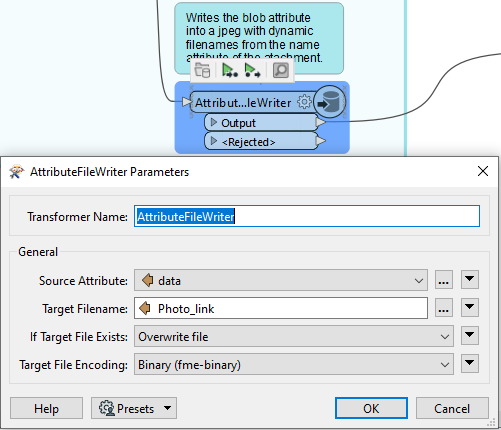 Writes the blob attribute
into a jpeg with dynamic
filenames from the name
attribute of the atachment.
Attribut...leWriter
Output
<Rejected>
AttributeFileWriter Parameters
Transformer Name: AttributeFileWriter
General
Source Attribute: data
...
Target Filename: Photo_link
...
If Target File Exists: Overwrite file
Target File Encoding: Binary (fme-binary)
Help Presets OK Cancel